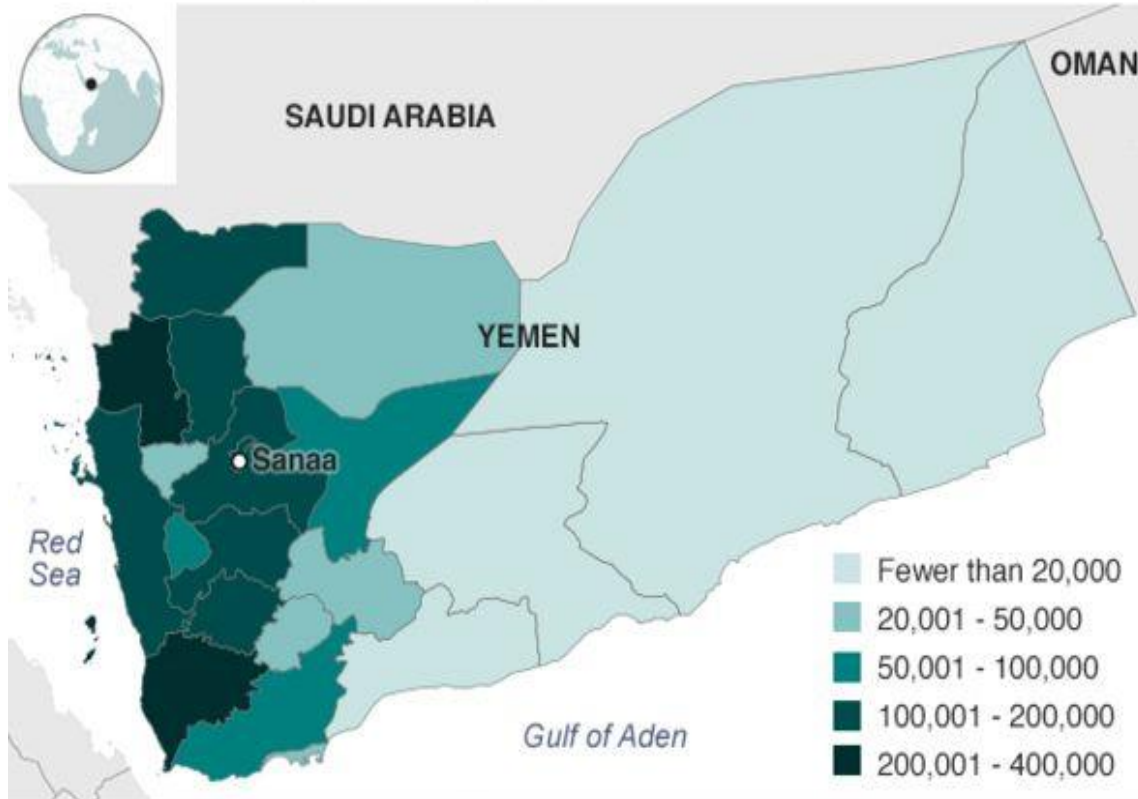 OMAN
SAUDI ARABIA
YEMEN
Sanaa
Red
Sea
Gulf of Aden
Fewer than 20,000
20,001 - 50,000
50,001 - 100,000
100,001 - 200,000
200,001 - 400,000